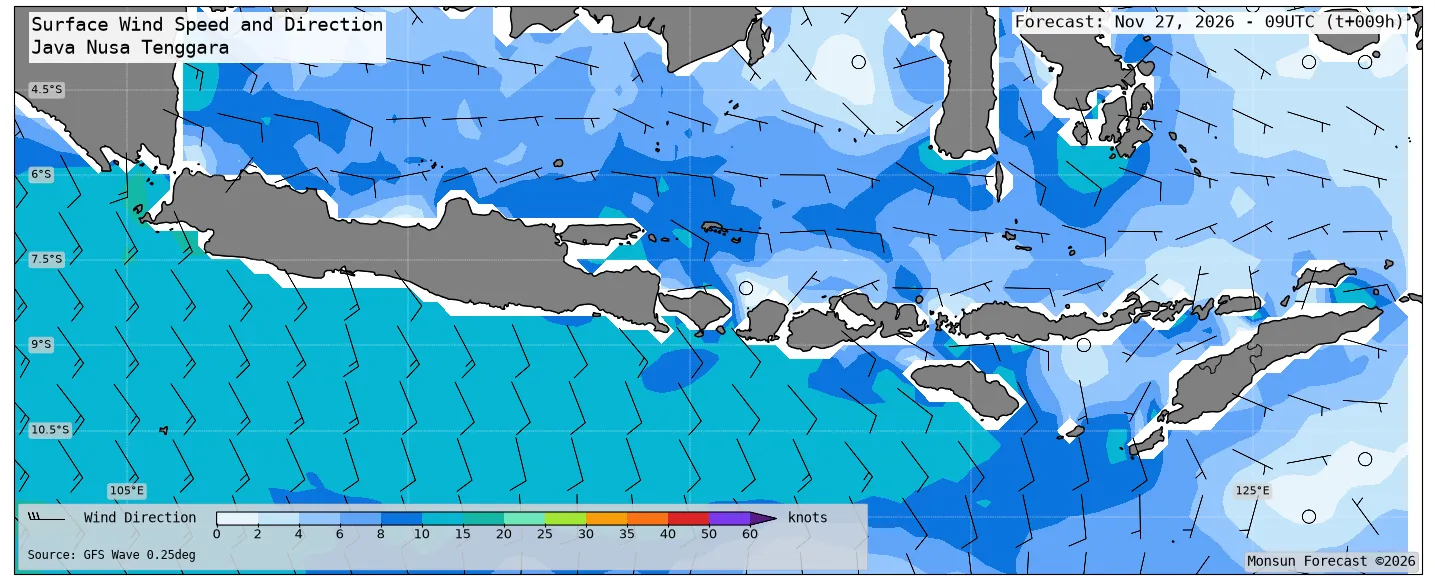 Surface Wind Speed and Direction
Java Nusa Tenggara
Forecast: Nov 27, 2026 - 09UTC (t+009h)
4.5°S
6°S
7.5°S
9°S
10.5°S
105°E
125°E
Wind Direction
0 2 4 6 8 10 15 20 25 30 35 40 50 60
knots
Source: GFS Wave 0.25deg
Monsun Forecast ©2026